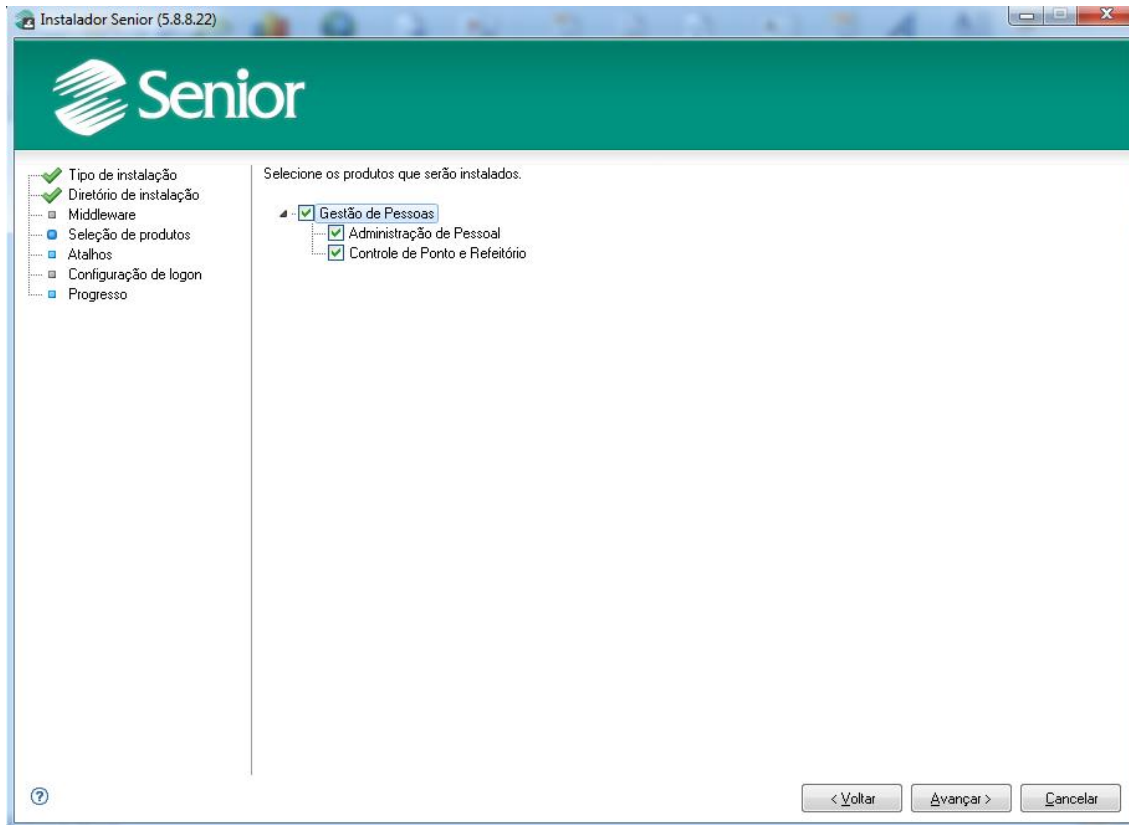 Instalador Senior (5.8.8.22)
Senior
Tipo de instalação
Diretório de instalação
Middleware
Seleção de produtos
Atalhos
Configuração de logon
Progresso
Selecione os produtos que serão instalados.
Gestão de Pessoas
Administração de Pessoal
Controle de Ponto e Refeitório
?
< Voltar
Avançar >
Cancelar